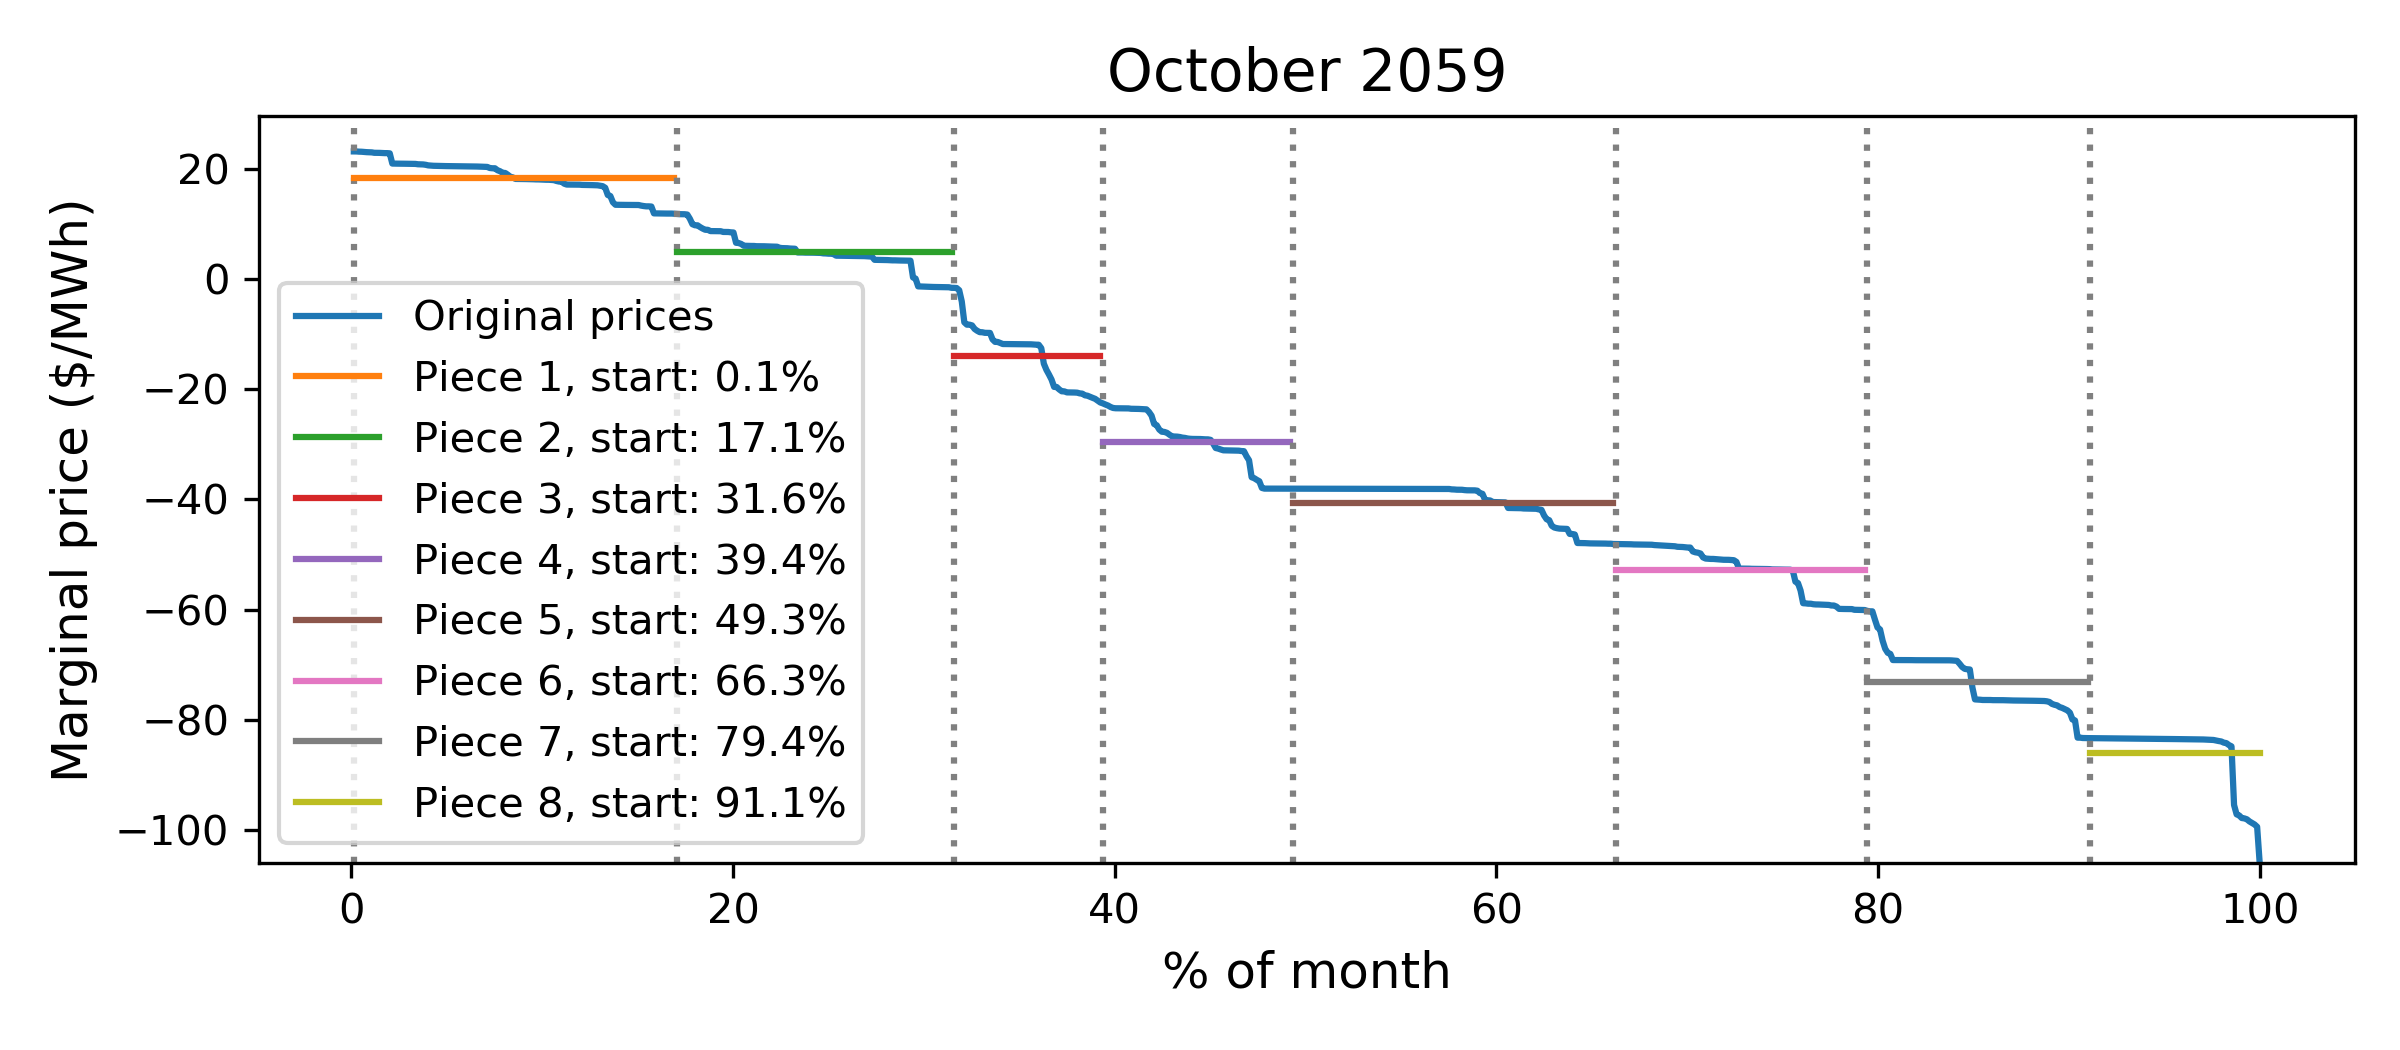 October 2059
Marginal price ($/MWh)
20
0
−20
−40
−60
−80
−100
Original prices
Piece 1, start: 0.1%
Piece 2, start: 17.1%
Piece 3, start: 31.6%
Piece 4, start: 39.4%
Piece 5, start: 49.3%
Piece 6, start: 66.3%
Piece 7, start: 79.4%
Piece 8, start: 91.1%
0 20 40 60 80 100
% of month